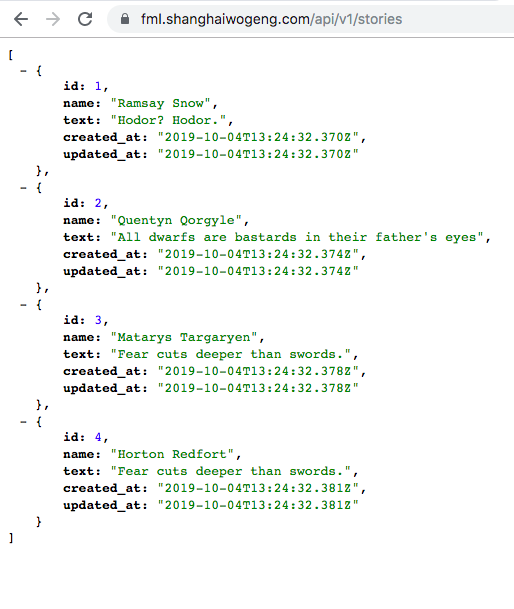 fml.shanghaiwogeng.com/api/v1/stories
[
– {
id: 1,
name: "Ramsay Snow",
text: "Hodor? Hodor.",
created_at: "2019-10-04T13:24:32.370Z",
updated_at: "2019-10-04T13:24:32.370Z"
},
– {
id: 2,
name: "Quentyn Qorgyle",
text: "All dwarfs are bastards in their father's eyes",
created_at: "2019-10-04T13:24:32.374Z",
updated_at: "2019-10-04T13:24:32.374Z"
},
– {
id: 3,
name: "Matarys Targaryen",
text: "Fear cuts deeper than swords.",
created_at: "2019-10-04T13:24:32.378Z",
updated_at: "2019-10-04T13:24:32.378Z"
},
– {
id: 4,
name: "Horton Redfort",
text: "Fear cuts deeper than swords.",
created_at: "2019-10-04T13:24:32.381Z",
updated_at: "2019-10-04T13:24:32.381Z"
}
]